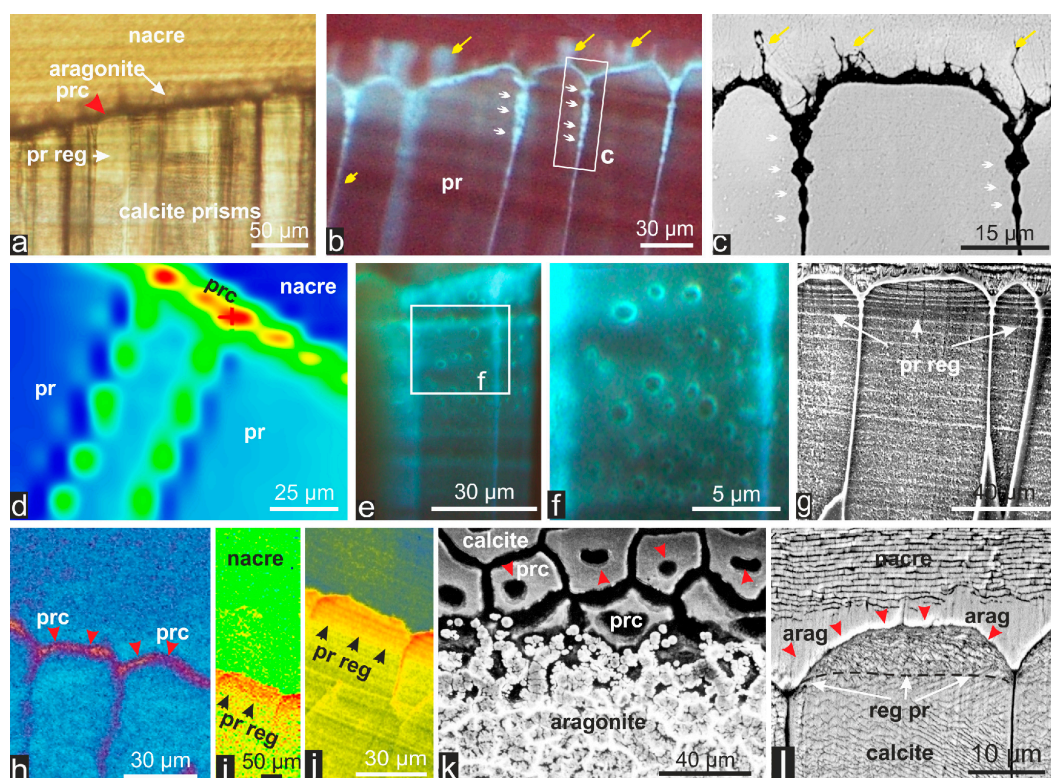 nacre
aragonite
prc
pr reg
calcite prisms
50 µm
a
pr
c
30 µm
b
15 µm
c
nacre
prc
pr
pr
25 µm
d
f
30 µm
e
5 µm
f
pr reg
40 µm
g
prc
prc
30 µm
h
nacre
pr reg
50 µm
i
pr reg
30 µm
j
calcite
prc
prc
aragonite
40 µm
k
nacre
arag
arag
reg pr
calcite
10 µm
l